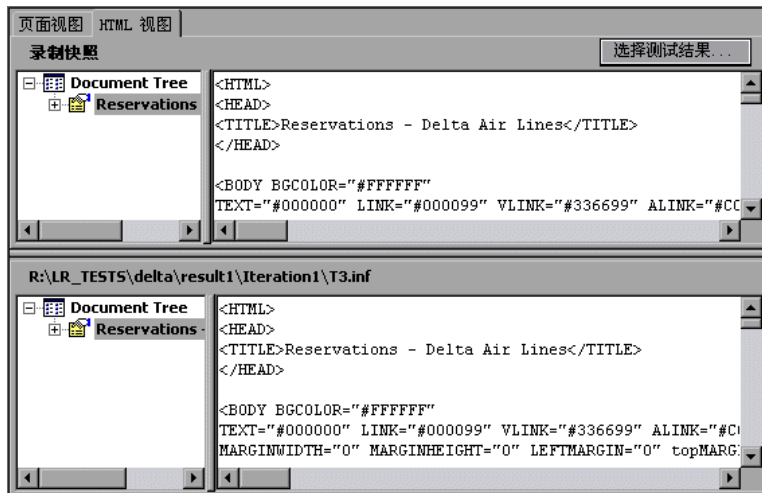 页面视图 HTML 视图
录制快照 选择测试结果...
Document Tree
Reservations
<HTML>
<HEAD>
<TITLE>Reservations - Delta Air Lines</TITLE>
</HEAD>
<BODY BGCOLOR="#FFFFFF"
TEXT="#000000" LINK="#000099" VLINK="#336699" ALINK="#CC
R:\LR_TESTS\delta\result1\Iteration1\T3.inf
Document Tree
Reservations -
<HTML>
<HEAD>
<TITLE>Reservations - Delta Air Lines</TITLE>
</HEAD>
<BODY BGCOLOR="#FFFFFF"
TEXT="#000000" LINK="#000099" VLINK="#336699" ALINK="#C
MARGINWIDTH="0" MARGINHEIGHT="0" LEFTMARGIN="0" topMARG